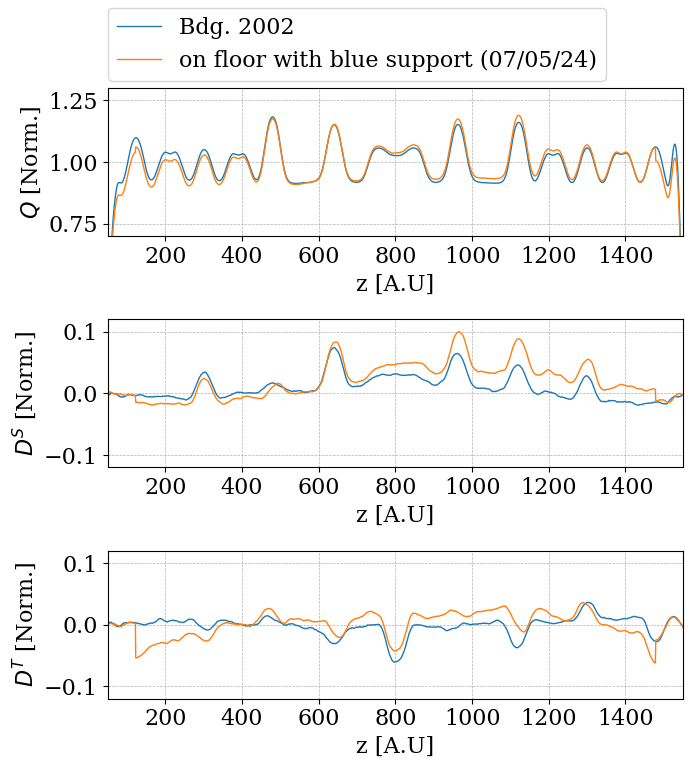 Bdg. 2002
on floor with blue support (07/05/24)
1.25
1.00
0.75
Q [Norm.]
200 400 600 800 1000 1200 1400
z [A.U]
0.1
0.0
−0.1
D^S [Norm.]
200 400 600 800 1000 1200 1400
z [A.U]
0.1
0.0
−0.1
D^T [Norm.]
200 400 600 800 1000 1200 1400
z [A.U]